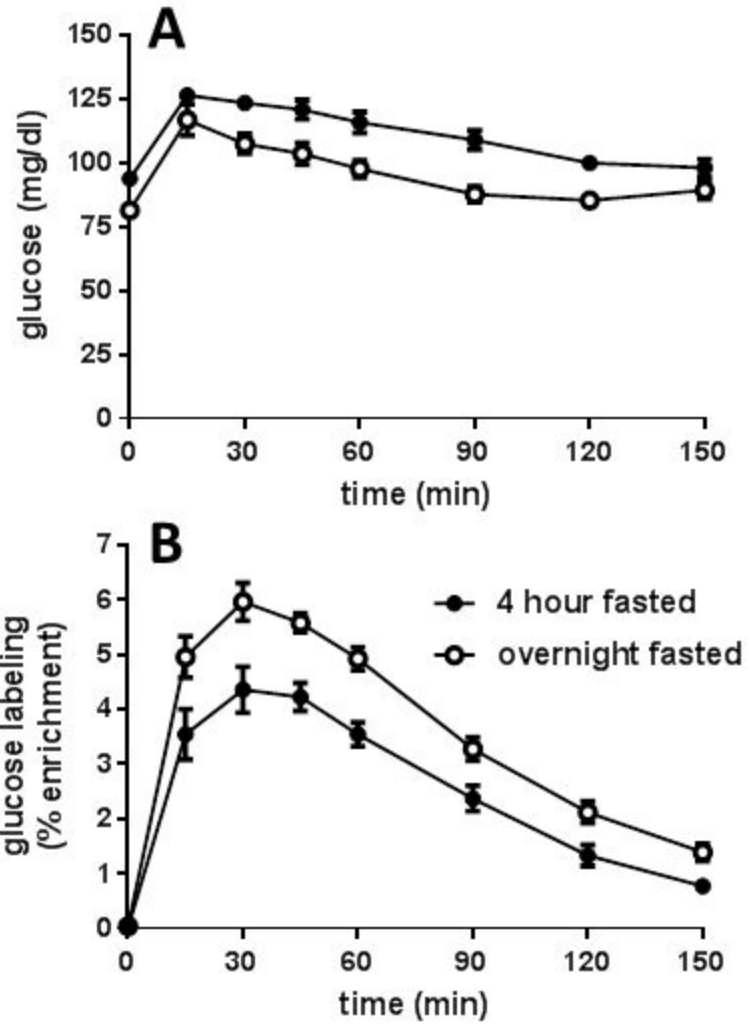 A
150
125
100
75
50
25
0
glucose (mg/dl)
0 30 60 90 120 150
time (min)
B
7
6
5
4
3
2
1
0
glucose labeling
(% enrichment)
4 hour fasted
overnight fasted
0 30 60 90 120 150
time (min)